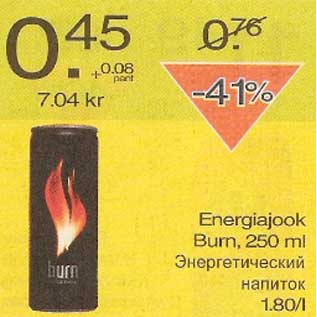 0.45
+0.08
pant
7.04 kr
0.76
-41%
burn
Energiajook
Burn, 250 ml
Энергетический
напиток
1.80/l